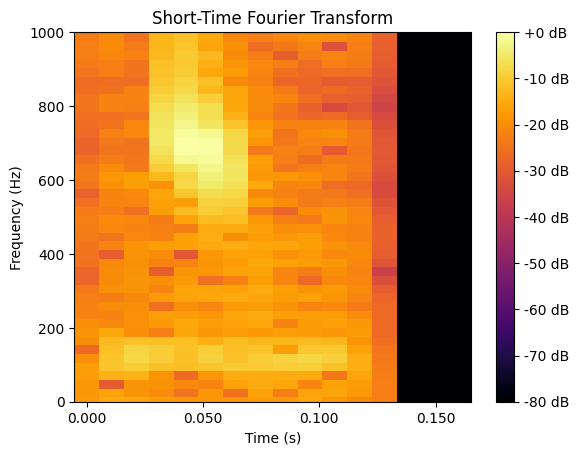 Short-Time Fourier Transform
1000
800
600
400
200
0
Frequency (Hz)
0.000
0.050
0.100
0.150
Time (s)
+0 dB
-10 dB
-20 dB
-30 dB
-40 dB
-50 dB
-60 dB
-70 dB
-80 dB